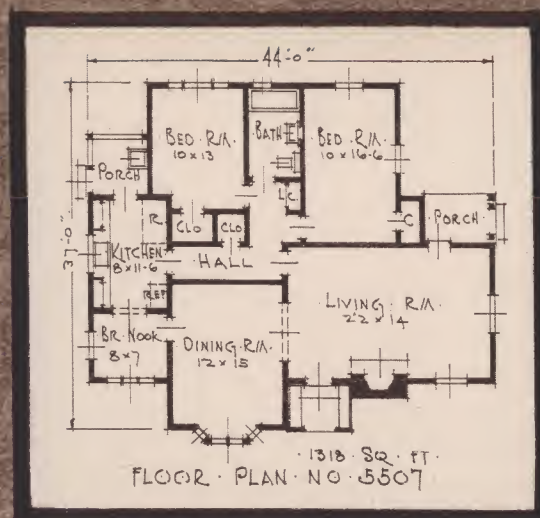 44'-0"
BED · R'M.
10 x 13
BATH
BED · R'M.
10 x 16-6
PORCH
L.C.
R.
CLO
CLO
C
PORCH
37'-0"
KITCHEN
8 x 11-6
HALL
REF.
LIVING · R'M.
22 x 14
BR. NOOK
8 x 7
DINING · R'M.
12 x 15
· 1318 · SQ · FT ·
FLOOR · PLAN · NO · 5507